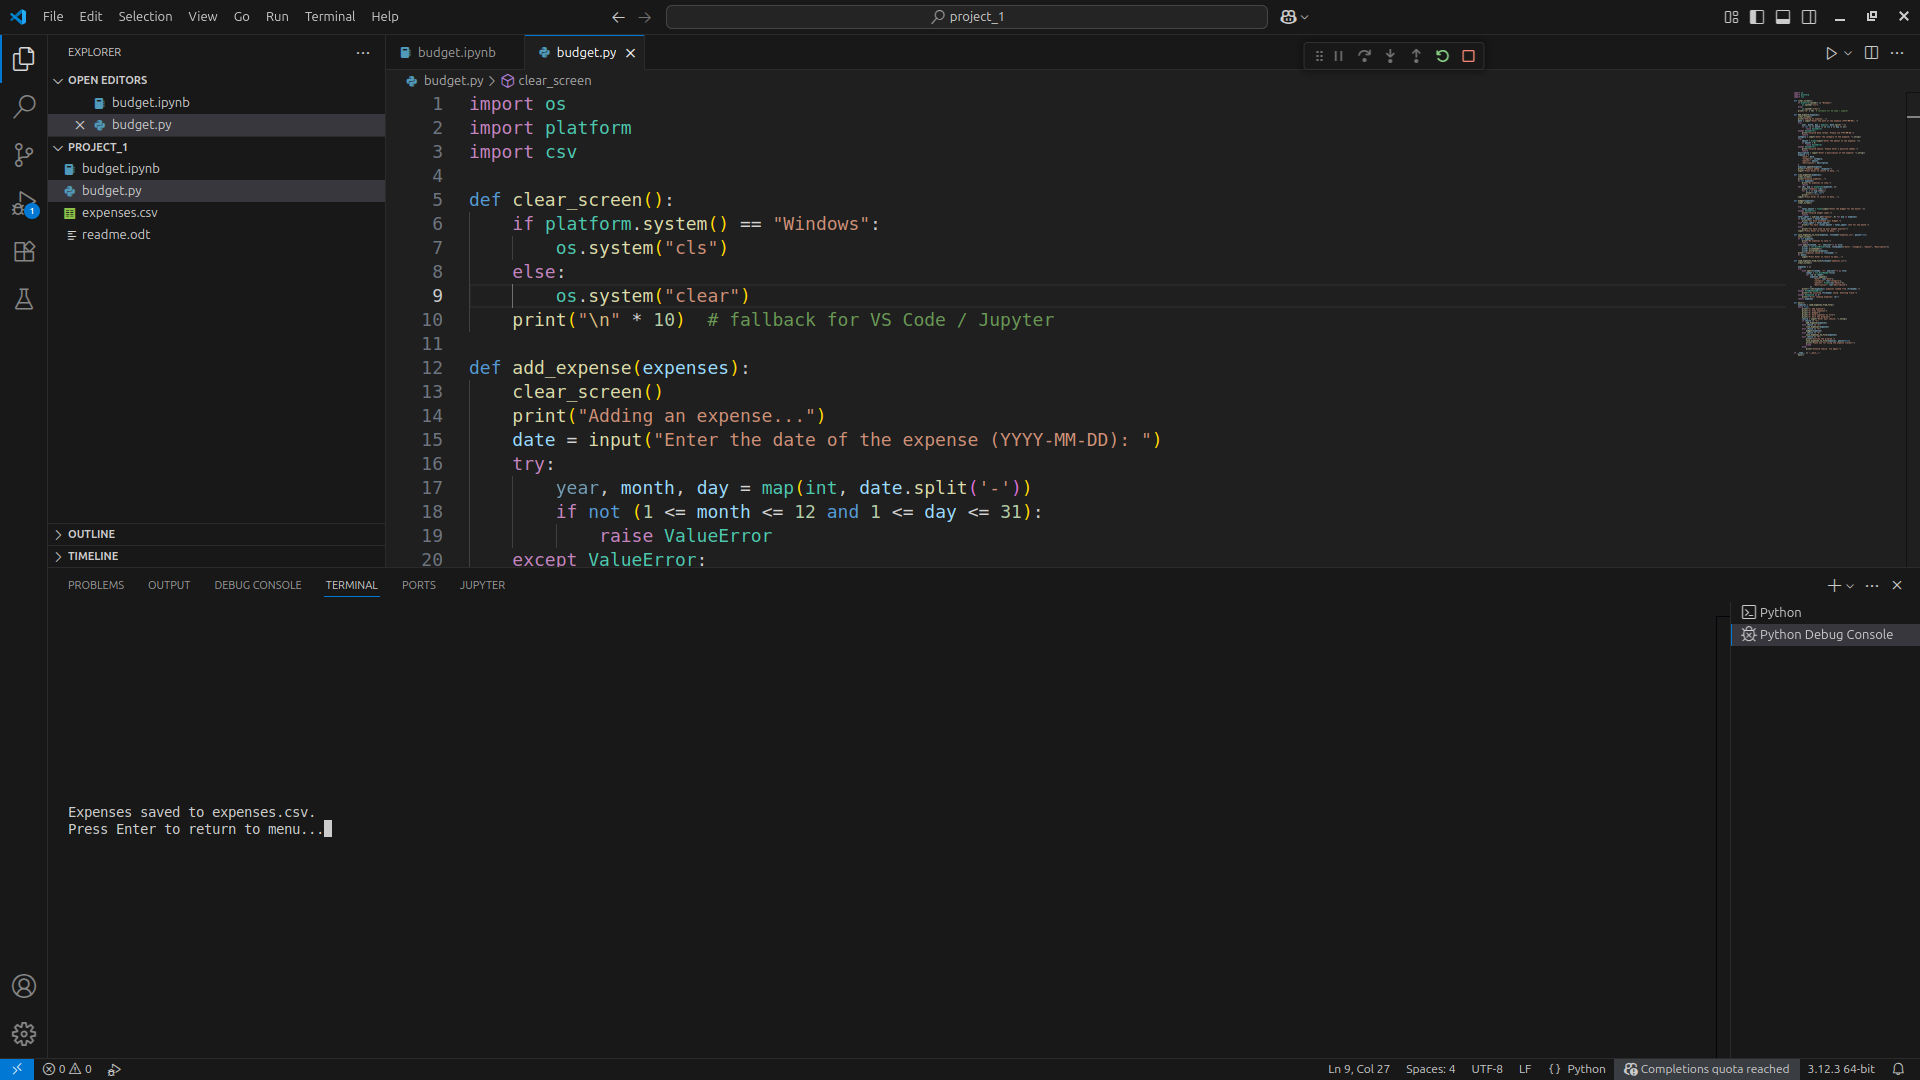 File Edit Selection View Go Run Terminal Help
project_1
EXPLORER
OPEN EDITORS
budget.ipynb
budget.py
PROJECT_1
budget.ipynb
budget.py
expenses.csv
readme.odt
OUTLINE
TIMELINE
1
budget.ipynb budget.py
budget.py clear_screen
1 import os
2 import platform
3 import csv
4
5 def clear_screen():
6     if platform.system() == "Windows":
7         os.system("cls")
8     else:
9         os.system("clear")
10     print("\n" * 10)  # fallback for VS Code / Jupyter
11
12 def add_expense(expenses):
13     clear_screen()
14     print("Adding an expense...")
15     date = input("Enter the date of the expense (YYYY-MM-DD): ")
16     try:
17         year, month, day = map(int, date.split('-'))
18         if not (1 <= month <= 12 and 1 <= day <= 31):
19             raise ValueError
20     except ValueError:
PROBLEMS OUTPUT DEBUG CONSOLE TERMINAL PORTS JUPYTER
Python
Python Debug Console
Expenses saved to expenses.csv.
Press Enter to return to menu...
0 0
Ln 9, Col 27 Spaces: 4 UTF-8 LF {} Python Completions quota reached 3.12.3 64-bit